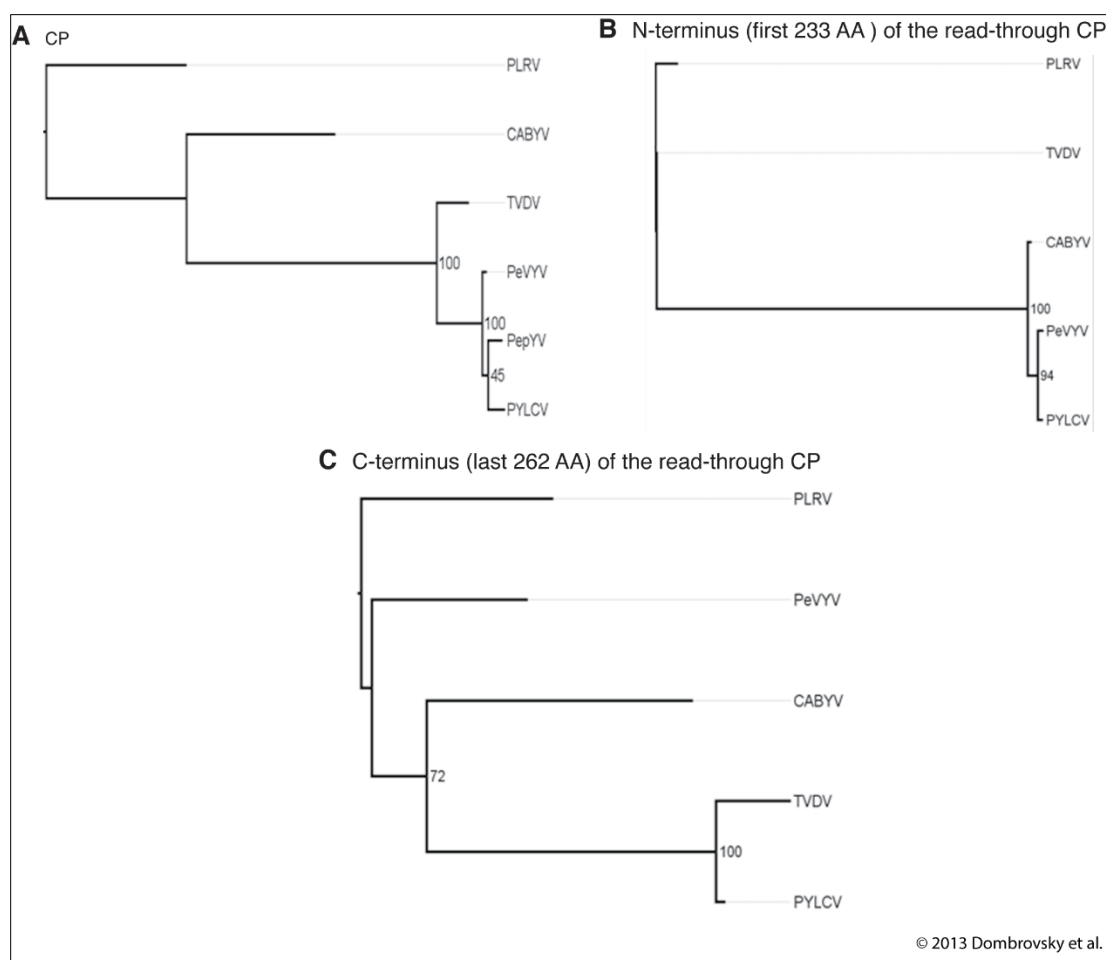 A CP
PLRV
CABYV
TVDV
100
PeVYV
100
PepYV
45
PYLCV
B N-terminus (first 233 AA ) of the read-through CP
PLRV
TVDV
CABYV
100
PeVYV
94
PYLCV
C C-terminus (last 262 AA) of the read-through CP
PLRV
PeVYV
CABYV
72
TVDV
100
PYLCV
© 2013 Dombrovsky et al.